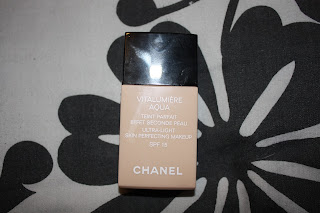 VITALUMIÈRE
AQUA
TEINT PARFAIT
EFFET SECONDE PEAU
ULTRA-LIGHT
SKIN PERFECTING MAKEUP
SPF 15
CHANEL